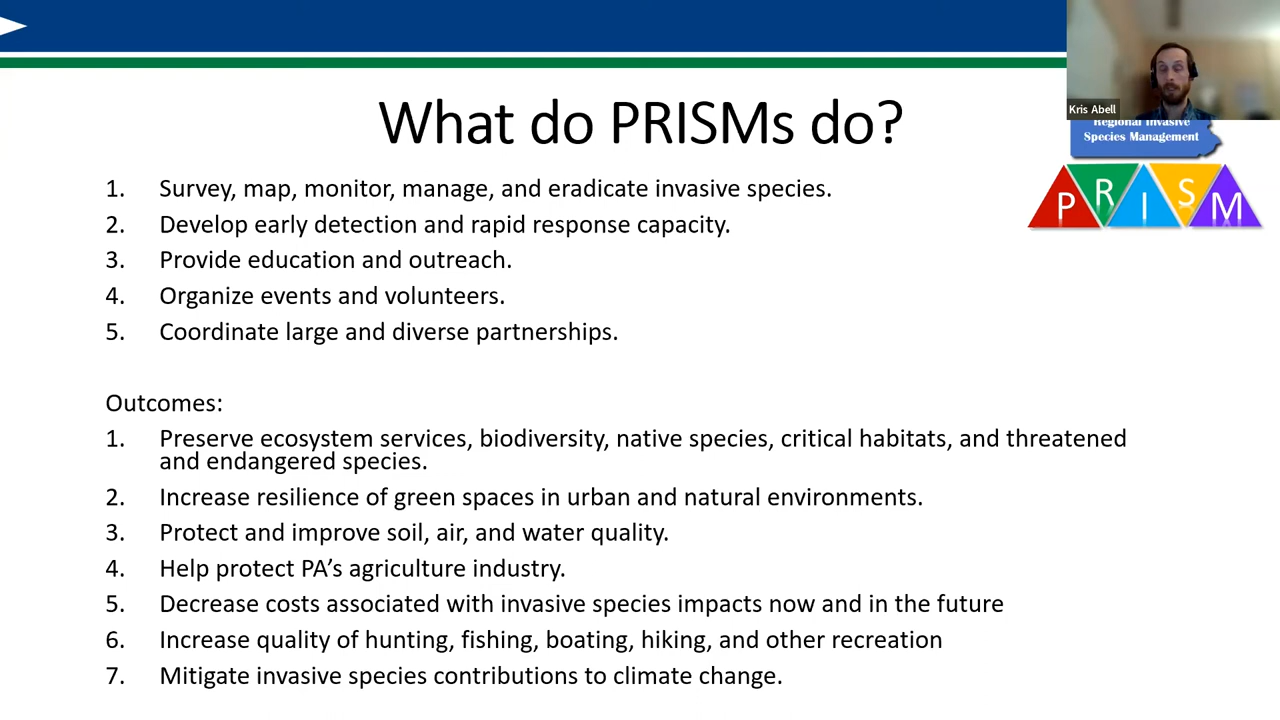 What do PRISMs do?
Kris Abell
Regional Invasive
Species Management
P R I S M
1. Survey, map, monitor, manage, and eradicate invasive species.
2. Develop early detection and rapid response capacity.
3. Provide education and outreach.
4. Organize events and volunteers.
5. Coordinate large and diverse partnerships.
Outcomes:
1. Preserve ecosystem services, biodiversity, native species, critical habitats, and threatened
and endangered species.
2. Increase resilience of green spaces in urban and natural environments.
3. Protect and improve soil, air, and water quality.
4. Help protect PA’s agriculture industry.
5. Decrease costs associated with invasive species impacts now and in the future
6. Increase quality of hunting, fishing, boating, hiking, and other recreation
7. Mitigate invasive species contributions to climate change.